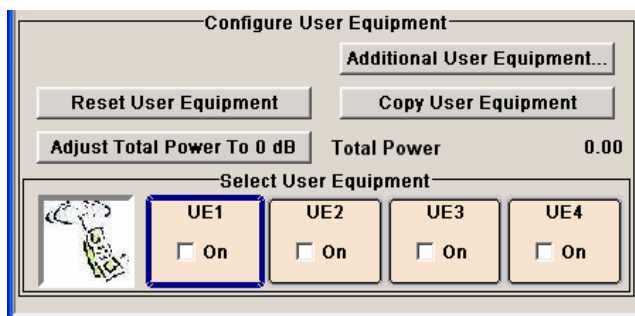 Configure User Equipment
Additional User Equipment...
Reset User Equipment
Copy User Equipment
Adjust Total Power To 0 dB
Total Power
0.00
Select User Equipment
UE1
UE2
UE3
UE4
On
On
On
On